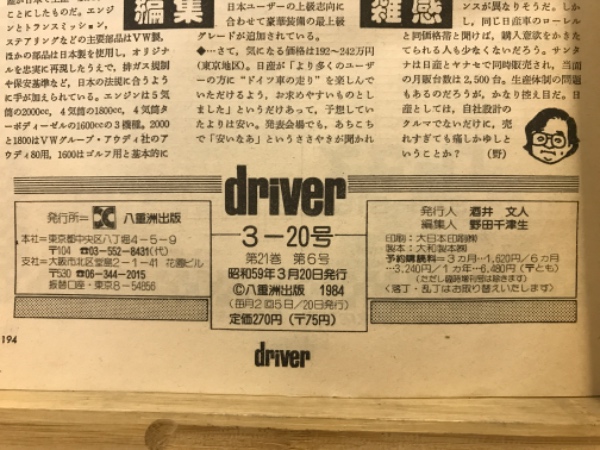 編集
雑感
ことにしたものだ。エンジ
ンとトランスミッション、
ステアリングなどの主要部品はVW製、
ほかの部品は日本製を使用し、オリジナ
ルを忠実に再現したうえで、排ガス規制
や保安基準など、日本の法規に合うよう
に手が加えられている。エンジンは5気
筒の2000cc、4気筒の1800cc、4気筒タ
ーボディーゼルの1600ccの3機種。2000
と1800はVWグループ・アウディ社のア
ウディ80用、1600はゴルフ用と基本的に
日本ユーザーの上級志向に
合わせて豪華装備の最上級
グレードが追加されている。
◆…さて、気になる価格は192〜242万円
(東京地区)。日産が「より多くのユーザ
ーの方に“ドイツ車の走り”を楽しんで
いただけるよう、お求めやすいものとし
ました」というだけあって、予想してい
たよりは安い。発表会場でも、あちこち
で「安いなあ」というささやきが聞かれ
ンスが異なりそうだ。しか
し、同じ日産車のローレル
と同価格帯と聞けば、購入意欲をかきた
てられる人も少なくないだろう。サンタ
ナは日産とヤナセで同時販売され、当面
の月販台数は2,500台。生産体制の問題
もあるのだろうが、かなり控え目だ。日
産としては、自社設計の
クルマでないだけに、売
れすぎても痛しかゆしと
いうことか? (野)
driver
発行所= 八重洲出版
本社=東京都中央区八丁堀4-5-9
〒104 ☎03-552-8431(代)
支社=大阪市北区堂島2-1-41 花園ビル
〒530 ☎06-344-2015
振替口座・東京8-54856
3-20号
第21巻 第6号
昭和59年3月20日発行
©八重洲出版 1984
(毎月2回5日/20日発行)
定価270円(〒75円)
発行人 酒井 文人
編集人 野田千津生
印刷:大日本印刷㈱
製本:大和製本㈱
予約購読料=3ヵ月…1,620円/6ヵ月
…3,240円/1ヵ年…6,480円(〒とも)
(ただし臨時増刊号は除きます)
<落丁・乱丁はお取り替えいたします>
194
driver